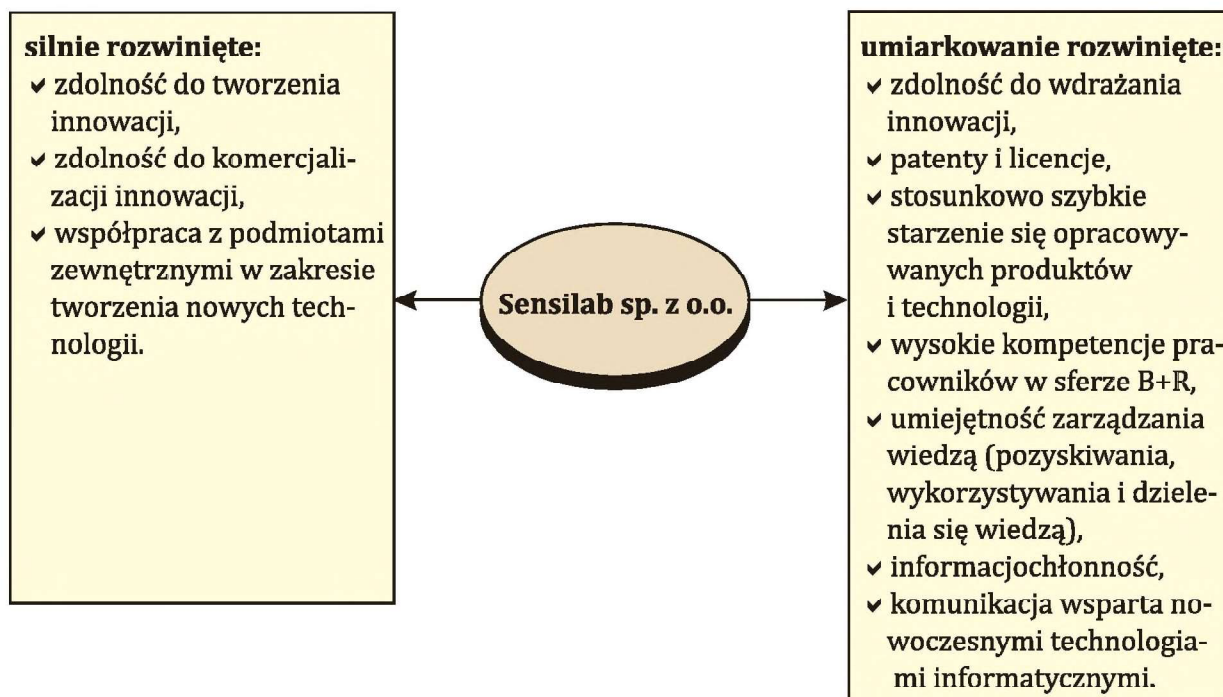 silnie rozwinięte:
✓ zdolność do tworzenia
innowacji,
✓ zdolność do komercjali-
zacji innowacji,
✓ współpraca z podmiotami
zewnętrznymi w zakresie
tworzenia nowych tech-
nologii.
Sensilab sp. z o.o.
umiarkowanie rozwinięte:
✓ zdolność do wdrażania
innowacji,
✓ patenty i licencje,
✓ stosunkowo szybkie
starzenie się opracowy-
wanych produktów
i technologii,
✓ wysokie kompetencje pra-
cowników w sferze B+R,
✓ umiejętność zarządzania
wiedzą (pozyskiwania,
wykorzystywania i dziele-
nia się wiedzą),
✓ informacjochłonność,
✓ komunikacja wsparta no-
woczesnymi technologia-
mi informatycznymi.